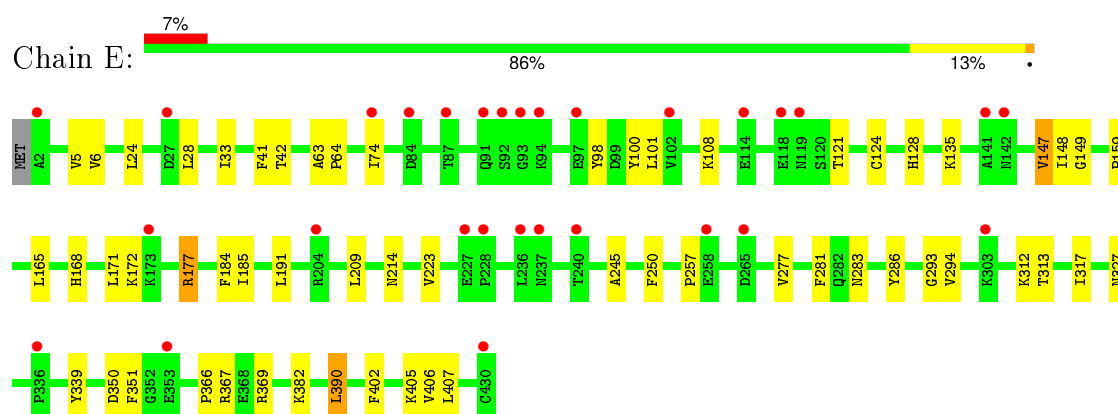 7%
Chain E:
86% 13% •
MET A2 V5 V6 L24 D27 L28 I33 F41 T42 A63 P64 I74 D84 T87 Q91 S92 G93 K94 E97 Y98 D99 Y100 L101 V102 K108 E114 E118 N119 S120 T121 C124 H128 K135 A141 N142 V147 I148 G149
L165 H168 L171 K172 K173 R177 F184 I185 L191 R204 L209 N214 V223 E227 P228 L236 N237 T240 A245 F250 P257 E258 D265 V277 F281 Q282 N283 Y286 G293 V294 K303 K312 T313 I317
P336 Y339 D350 F351 G352 E353 P366 R367 E368 R369 K382 L390 F402 K405 V406 L407 C430